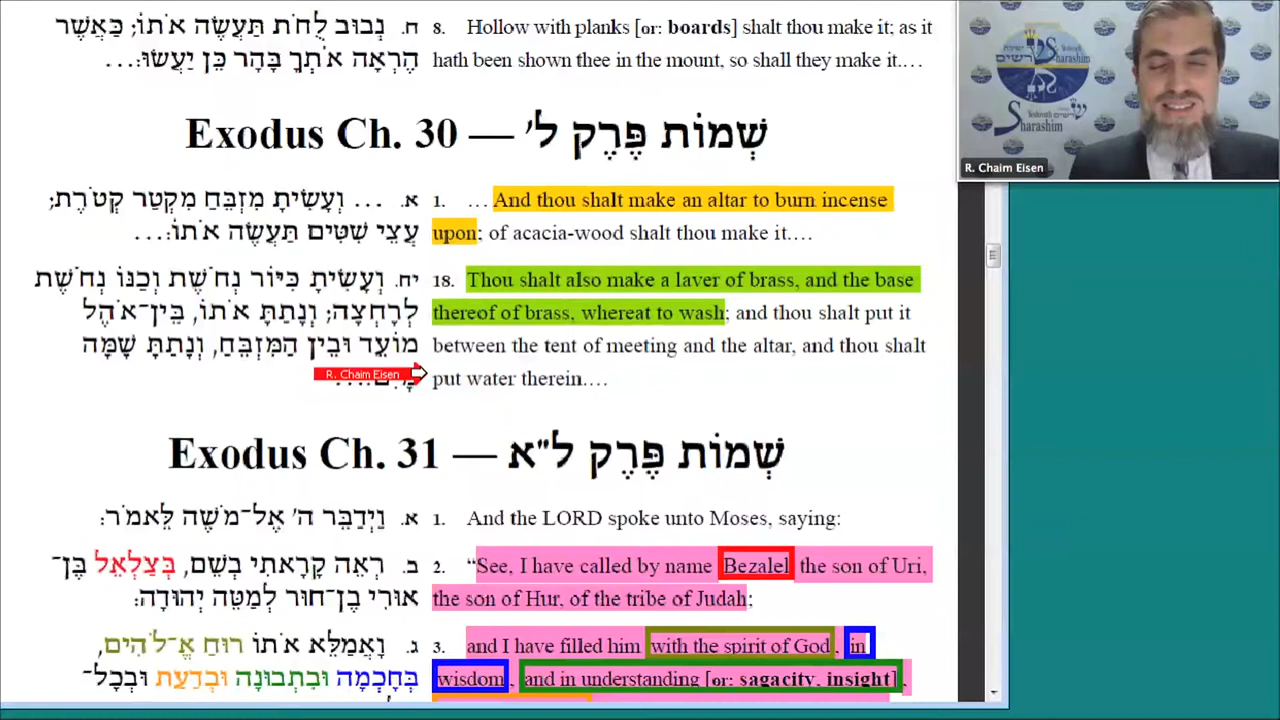 ח. נְבוּב לֻחֹת תַּעֲשֶׂה אֹתוֹ; כַּאֲשֶׁר
הֶרְאָה אֹתְךָ בָּהָר כֵּן יַעֲשׂוּ:…
8. Hollow with planks [or: boards] shalt thou make it; as it
hath been shown thee in the mount, so shall they make it.…
Exodus Ch. 30 — שְׁמוֹת פֶּרֶק ל׳
א. … וְעָשִׂיתָ מִזְבֵּחַ מִקְטַר קְטֹרֶת;
עֲצֵי שִׁטִּים תַּעֲשֶׂה אֹתוֹ:…
1. … And thou shalt make an altar to burn incense
upon; of acacia-wood shalt thou make it.…
יח. וְעָשִׂיתָ כִּיּוֹר נְחֹשֶׁת וְכַנּוֹ נְחֹשֶׁת
לְרָחְצָה; וְנָתַתָּ אֹתוֹ, בֵּין־אֹהֶל
מוֹעֵד וּבֵין הַמִּזְבֵּחַ, וְנָתַתָּ שָׁמָּה
18. Thou shalt also make a laver of brass, and the base
thereof of brass, whereat to wash; and thou shalt put it
between the tent of meeting and the altar, and thou shalt
put water therein.…
R. Chaim Eisen
Exodus Ch. 31 — שְׁמוֹת פֶּרֶק ל״א
א. וַיְדַבֵּר ה׳ אֶל־מֹשֶׁה לֵּאמֹר:
1. And the LORD spoke unto Moses, saying:
ב. רְאֵה קָרָאתִי בְשֵׁם, בְּצַלְאֵל בֶּן־
אוּרִי בֶן־חוּר לְמַטֵּה יְהוּדָה:
2. “See, I have called by name Bezalel the son of Uri,
the son of Hur, of the tribe of Judah;
ג. וָאֲמַלֵּא אֹתוֹ רוּחַ אֱ־לֹהִים,
בְּחָכְמָה וּבִתְבוּנָה וּבְדַעַת וּבְכָל־
3. and I have filled him with the spirit of God, in
wisdom, and in understanding [or: sagacity, insight],
Yeshivath
Sharashim
R. Chaim Eisen